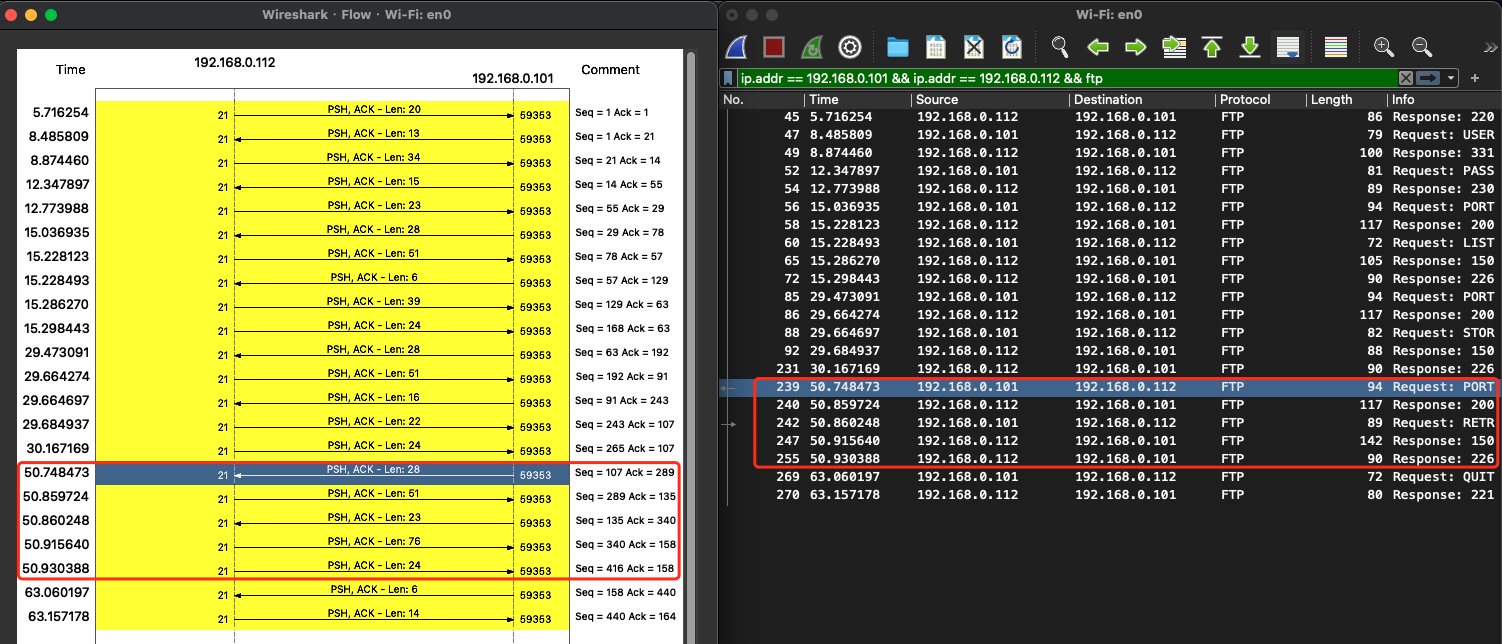 Wireshark · Flow · Wi-Fi: en0
Time 192.168.0.112 192.168.0.101 Comment
5.716254 21 PSH, ACK - Len: 20 59353 Seq = 1 Ack = 1
8.485809 21 PSH, ACK - Len: 13 59353 Seq = 1 Ack = 21
8.874460 21 PSH, ACK - Len: 34 59353 Seq = 21 Ack = 14
12.347897 21 PSH, ACK - Len: 15 59353 Seq = 14 Ack = 55
12.773988 21 PSH, ACK - Len: 23 59353 Seq = 55 Ack = 29
15.036935 21 PSH, ACK - Len: 28 59353 Seq = 29 Ack = 78
15.228123 21 PSH, ACK - Len: 51 59353 Seq = 78 Ack = 57
15.228493 21 PSH, ACK - Len: 6 59353 Seq = 57 Ack = 129
15.286270 21 PSH, ACK - Len: 39 59353 Seq = 129 Ack = 63
15.298443 21 PSH, ACK - Len: 24 59353 Seq = 168 Ack = 63
29.473091 21 PSH, ACK - Len: 28 59353 Seq = 63 Ack = 192
29.664274 21 PSH, ACK - Len: 51 59353 Seq = 192 Ack = 91
29.664697 21 PSH, ACK - Len: 16 59353 Seq = 91 Ack = 243
29.684937 21 PSH, ACK - Len: 22 59353 Seq = 243 Ack = 107
30.167169 21 PSH, ACK - Len: 24 59353 Seq = 265 Ack = 107
50.748473 21 PSH, ACK - Len: 28 59353 Seq = 107 Ack = 289
50.859724 21 PSH, ACK - Len: 51 59353 Seq = 289 Ack = 135
50.860248 21 PSH, ACK - Len: 23 59353 Seq = 135 Ack = 340
50.915640 21 PSH, ACK - Len: 76 59353 Seq = 340 Ack = 158
50.930388 21 PSH, ACK - Len: 24 59353 Seq = 416 Ack = 158
63.060197 21 PSH, ACK - Len: 6 59353 Seq = 158 Ack = 440
63.157178 21 PSH, ACK - Len: 14 59353 Seq = 440 Ack = 164
Wi-Fi: en0
ip.addr == 192.168.0.101 && ip.addr == 192.168.0.112 && ftp
No. Time Source Destination Protocol Length Info
45 5.716254 192.168.0.112 192.168.0.101 FTP 86 Response: 220
47 8.485809 192.168.0.101 192.168.0.112 FTP 79 Request: USER
49 8.874460 192.168.0.112 192.168.0.101 FTP 100 Response: 331
52 12.347897 192.168.0.101 192.168.0.112 FTP 81 Request: PASS
54 12.773988 192.168.0.112 192.168.0.101 FTP 89 Response: 230
56 15.036935 192.168.0.101 192.168.0.112 FTP 94 Request: PORT
58 15.228123 192.168.0.112 192.168.0.101 FTP 117 Response: 200
60 15.228493 192.168.0.101 192.168.0.112 FTP 72 Request: LIST
65 15.286270 192.168.0.112 192.168.0.101 FTP 105 Response: 150
72 15.298443 192.168.0.112 192.168.0.101 FTP 90 Response: 226
85 29.473091 192.168.0.101 192.168.0.112 FTP 94 Request: PORT
86 29.664274 192.168.0.112 192.168.0.101 FTP 117 Response: 200
88 29.664697 192.168.0.101 192.168.0.112 FTP 82 Request: STOR
92 29.684937 192.168.0.112 192.168.0.101 FTP 88 Response: 150
231 30.167169 192.168.0.112 192.168.0.101 FTP 90 Response: 226
239 50.748473 192.168.0.101 192.168.0.112 FTP 94 Request: PORT
240 50.859724 192.168.0.112 192.168.0.101 FTP 117 Response: 200
242 50.860248 192.168.0.101 192.168.0.112 FTP 89 Request: RETR
247 50.915640 192.168.0.112 192.168.0.101 FTP 142 Response: 150
255 50.930388 192.168.0.112 192.168.0.101 FTP 90 Response: 226
269 63.060197 192.168.0.101 192.168.0.112 FTP 72 Request: QUIT
270 63.157178 192.168.0.112 192.168.0.101 FTP 80 Response: 221